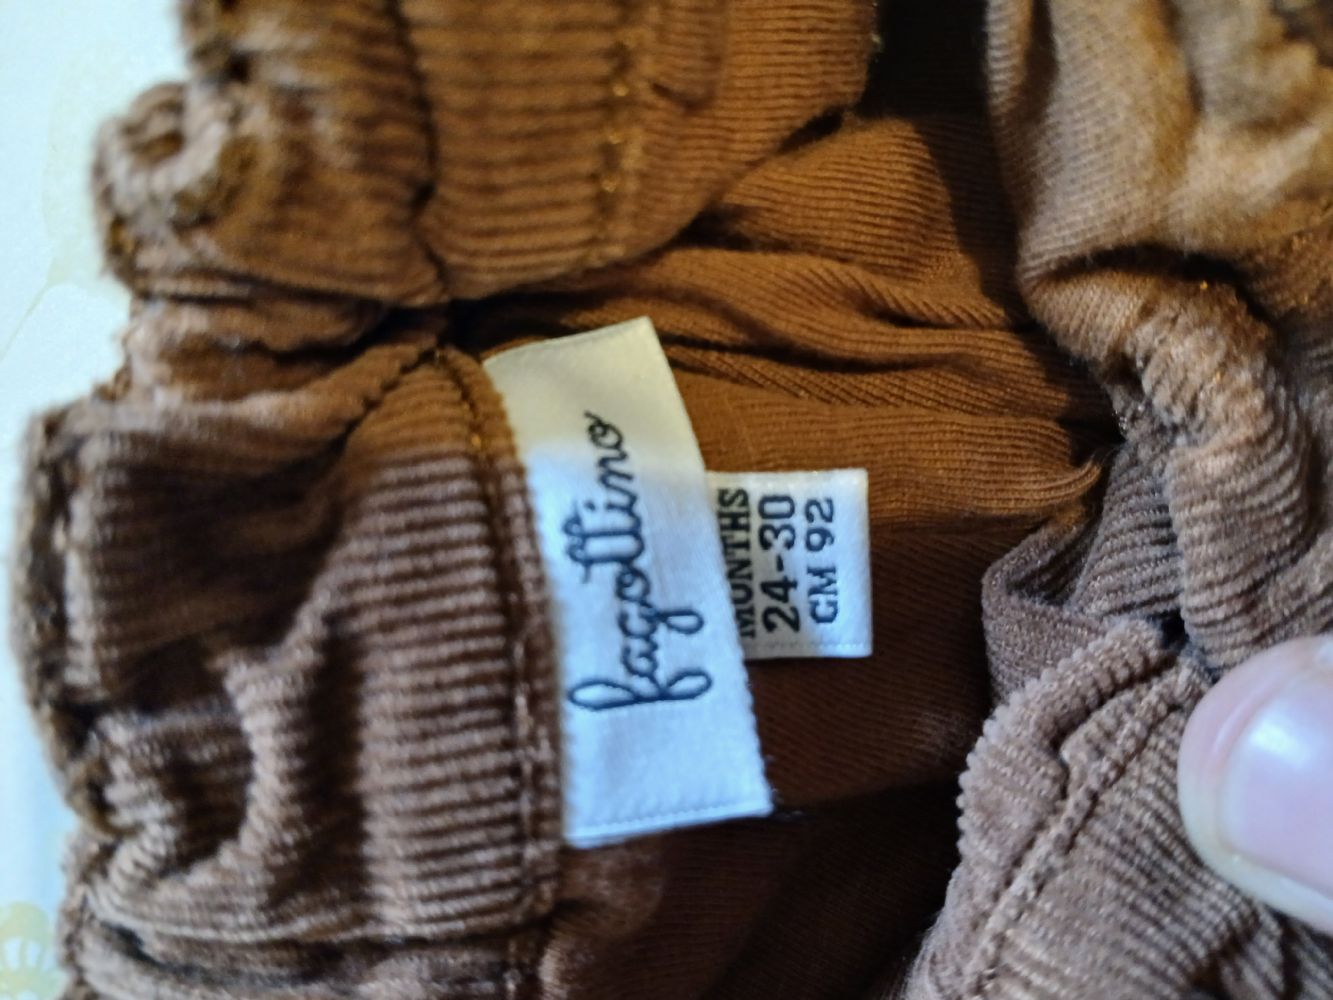 fagottino
MONTHS
24-30
CM 92